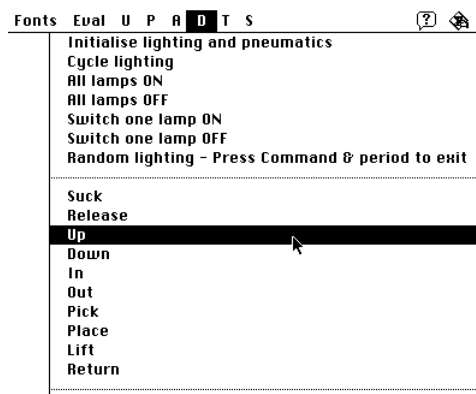 Fonts Eval U P A D T S ?
Initialise lighting and pneumatics
Cycle lighting
All lamps ON
All lamps OFF
Switch one lamp ON
Switch one lamp OFF
Random lighting - Press Command & period to exit
Suck
Release
Up
Down
In
Out
Pick
Place
Lift
Return